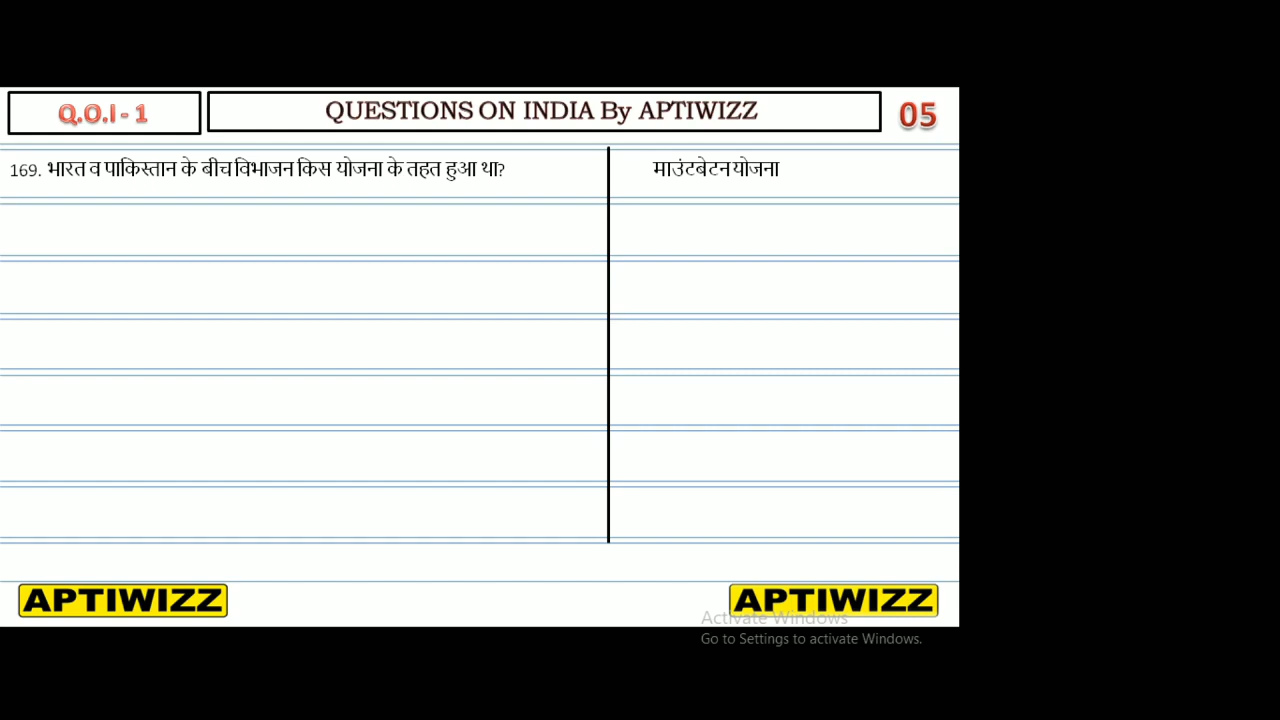 Q.O.I - 1
QUESTIONS ON INDIA By APTIWIZZ
05
169. भारत व पाकिस्तान के बीच विभाजन किस योजना के तहत हुआ था?
माउंटबेटन योजना
APTIWIZZ
APTIWIZZ
Activate Windows
Go to Settings to activate Windows.